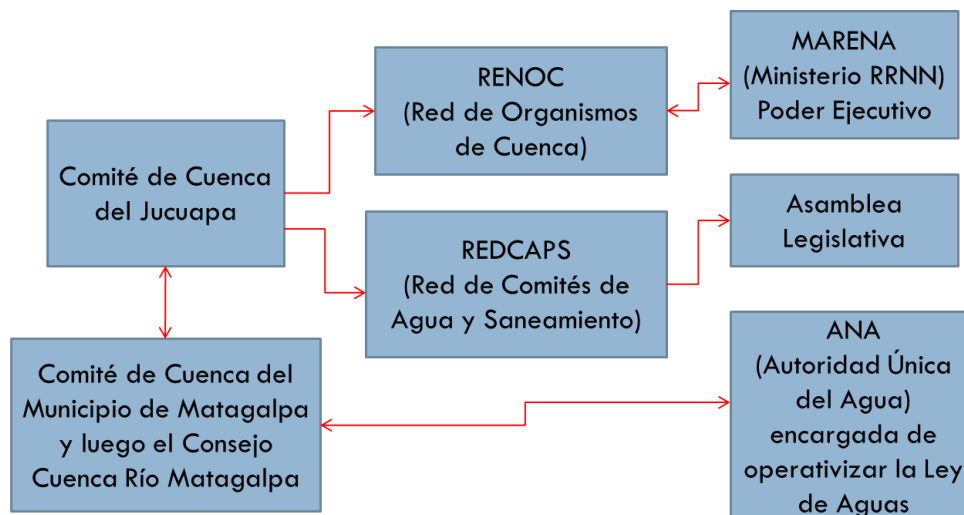 Comité de Cuenca
del Jucuapa
RENOC
(Red de Organismos
de Cuenca)
MARENA
(Ministerio RRNN)
Poder Ejecutivo
REDCAPS
(Red de Comités de
Agua y Saneamiento)
Asamblea
Legislativa
Comité de Cuenca del
Municipio de Matagalpa
y luego el Consejo
Cuenca Río Matagalpa
ANA
(Autoridad Única
del Agua)
encargada de
operativizar la Ley
de Aguas